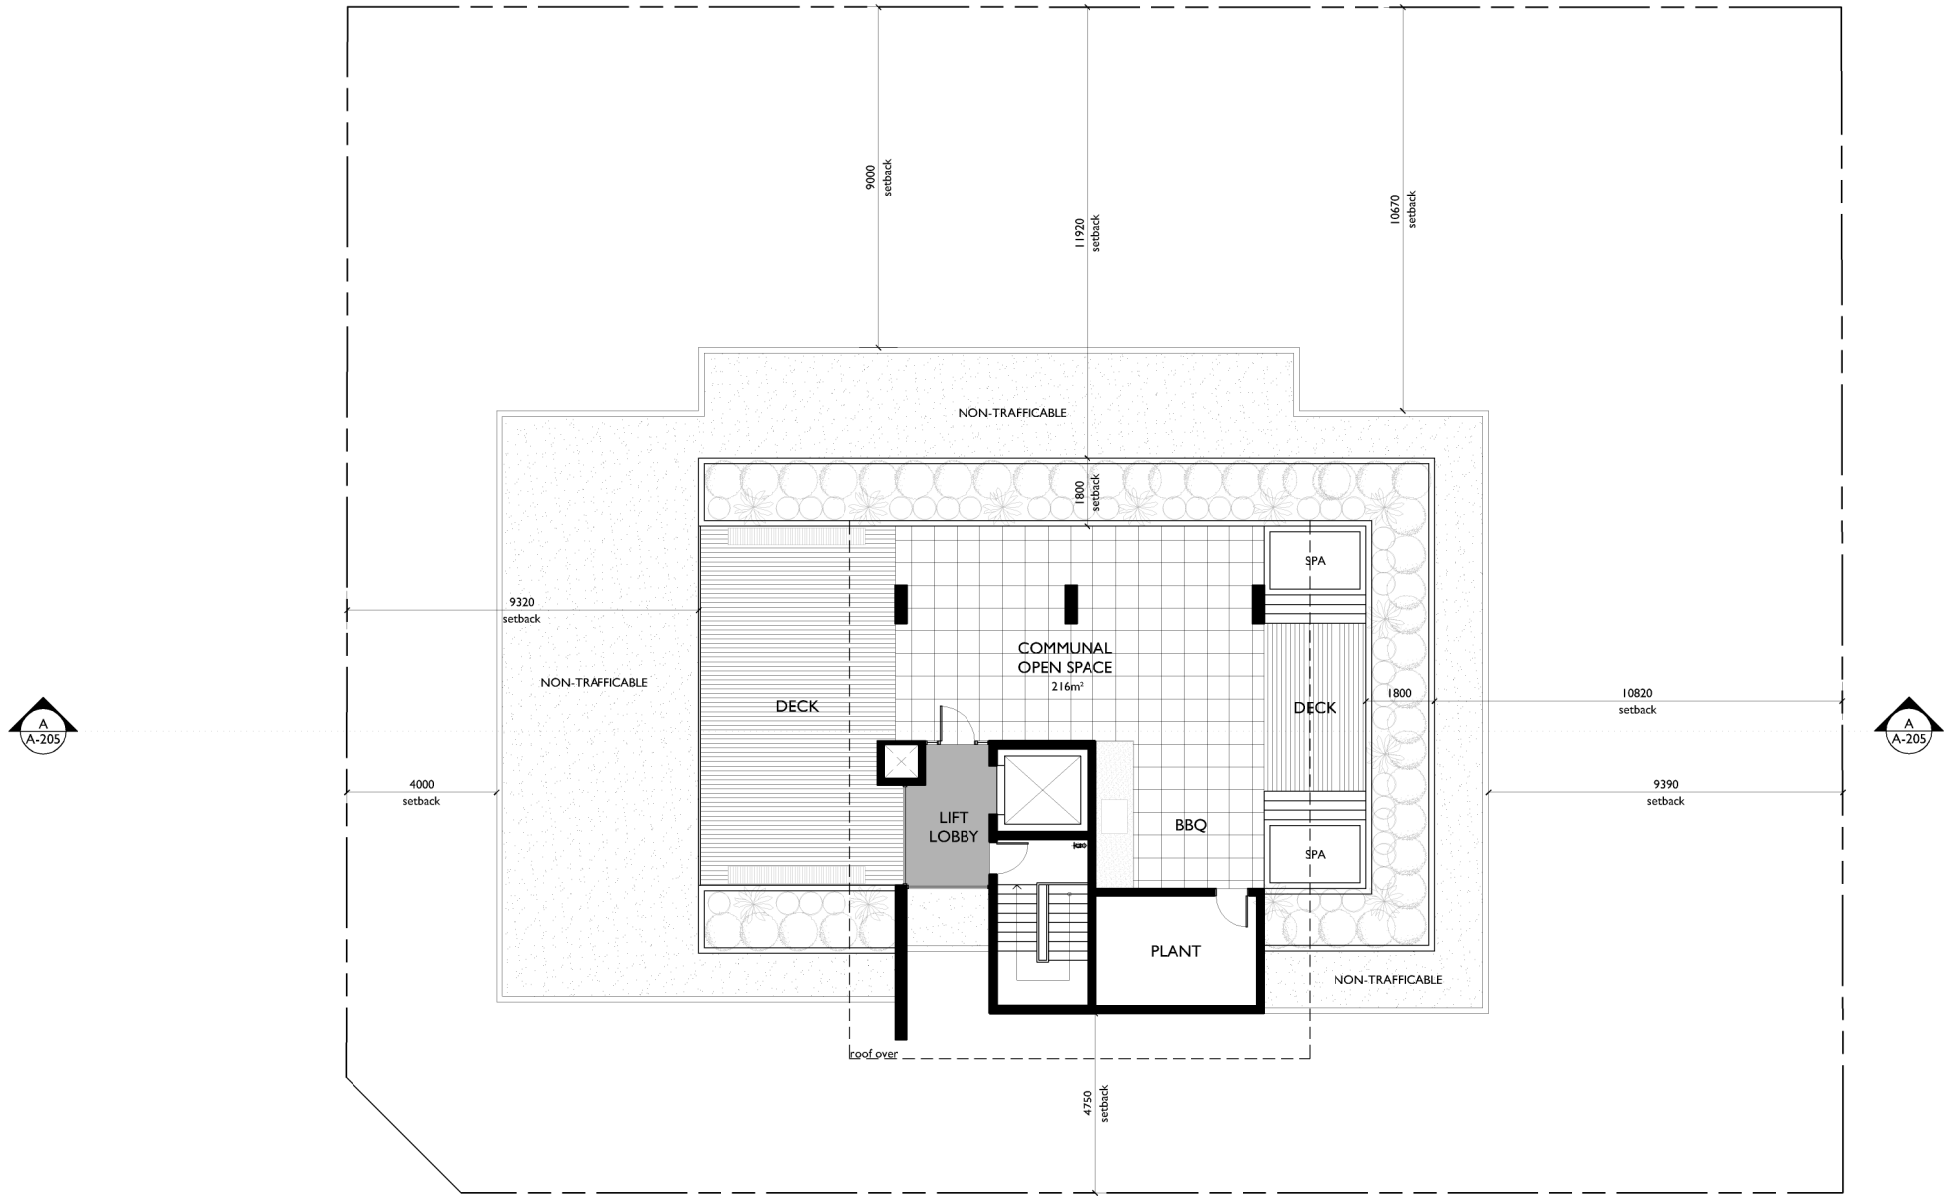 9000
setback
11920
setback
10670
setback
NON-TRAFFICABLE
1800
setback
SPA
9320
setback
COMMUNAL
OPEN SPACE
216m²
NON-TRAFFICABLE
DECK
DECK
1800
10820
setback
A
A-205
A
A-205
4000
setback
9390
setback
LIFT
LOBBY
BBQ
SPA
PLANT
NON-TRAFFICABLE
roof over
4750
setback